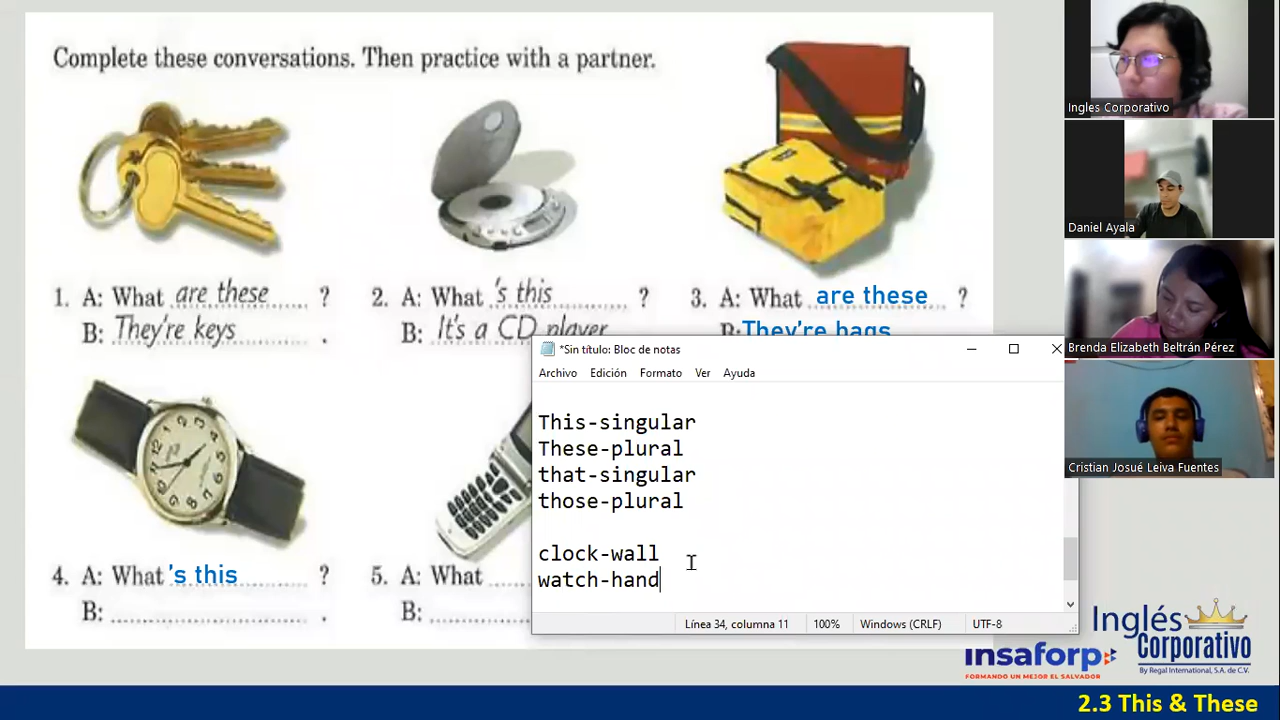 Complete these conversations. Then practice with a partner.
1. A: What are these ?
B: They're keys .
2. A: What 's this ?
B: It's a CD player
3. A: What are these ?
B: They're bags
4. A: What 's this ?
B: .
5. A: What
B:
*Sin título: Bloc de notas
Archivo Edición Formato Ver Ayuda
This-singular
These-plural
that-singular
those-plural
clock-wall
watch-hand
Línea 34, columna 11 100% Windows (CRLF) UTF-8
Ingles Corporativo
Daniel Ayala
Brenda Elizabeth Beltrán Pérez
Cristian Josué Leiva Fuentes
Inglés
Corporativo
By Regal International, S.A. de C.V.
insaforp
FORMANDO UN MEJOR EL SALVADOR
2.3 This & These